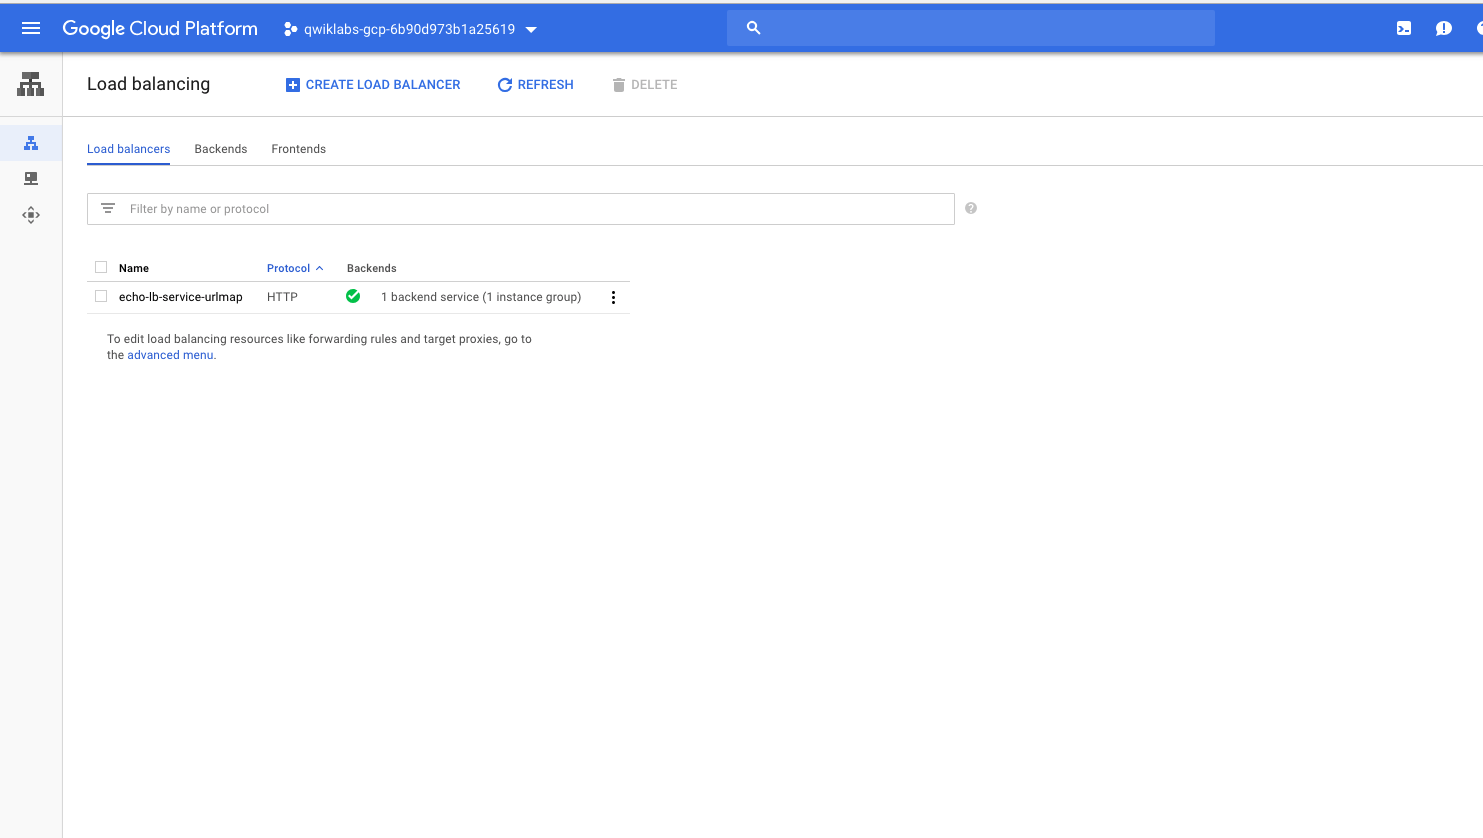 Google Cloud Platform
qwiklabs-gcp-6b90d973b1a25619
Load balancing
CREATE LOAD BALANCER
REFRESH
DELETE
Load balancers
Backends
Frontends
Filter by name or protocol
Name
Protocol
Backends
echo-lb-service-urlmap
HTTP
1 backend service (1 instance group)
To edit load balancing resources like forwarding rules and target proxies, go to
the advanced menu.